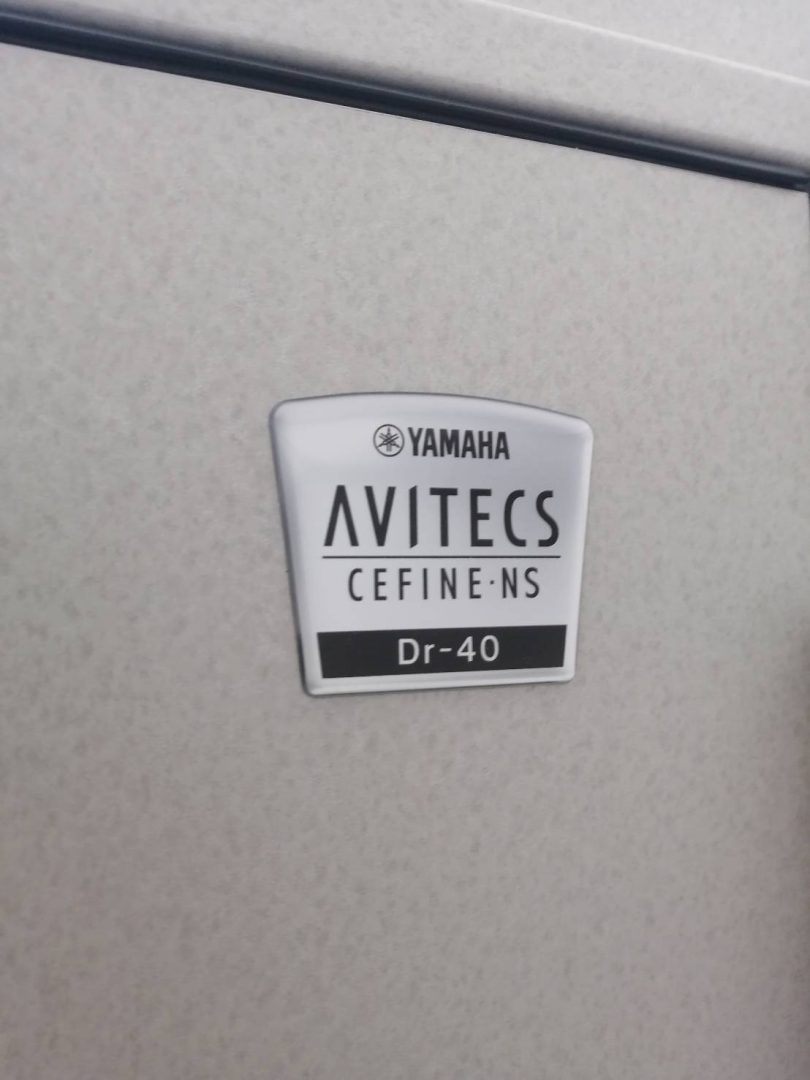 YAMAHA
AVITECS
CEFINE·NS
Dr-40